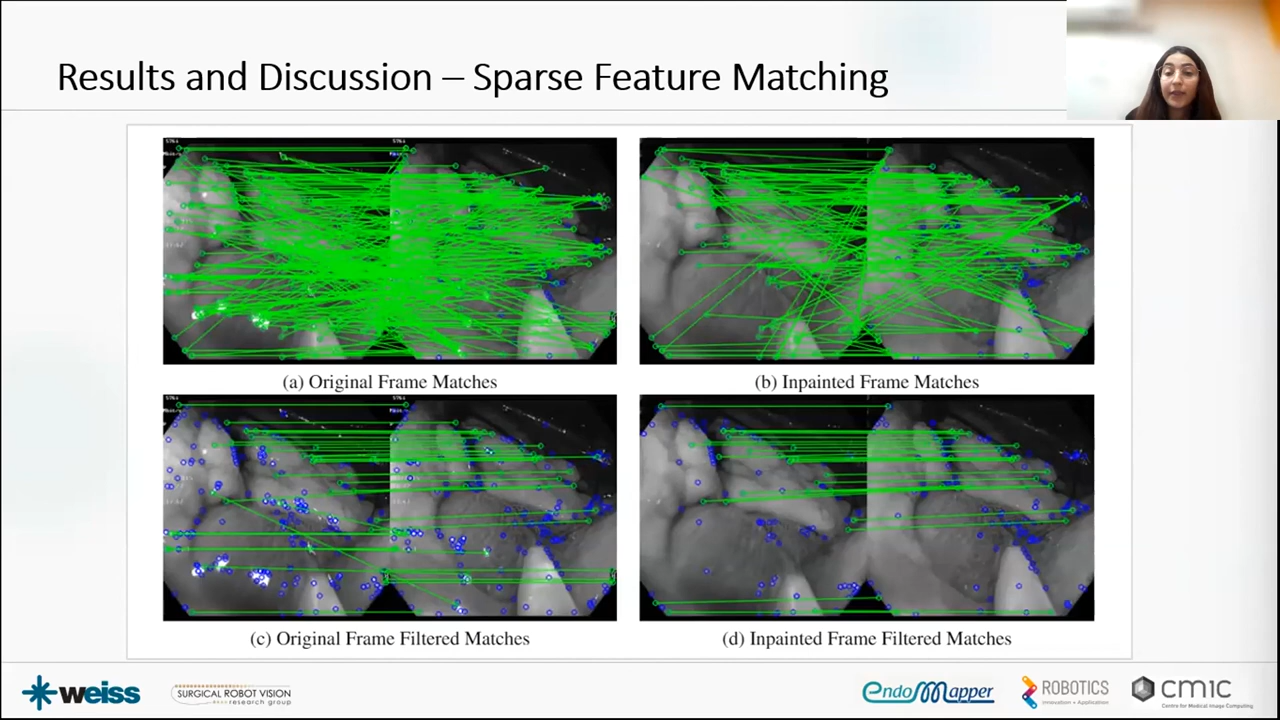 Results and Discussion – Sparse Feature Matching
(a) Original Frame Matches
(b) Inpainted Frame Matches
(c) Original Frame Filtered Matches
(d) Inpainted Frame Filtered Matches
weiss
SURGICAL ROBOT VISION
research group
EndoMapper
ROBOTICS
Innovation + Application
CMIC
Centre for Medical Image Computing